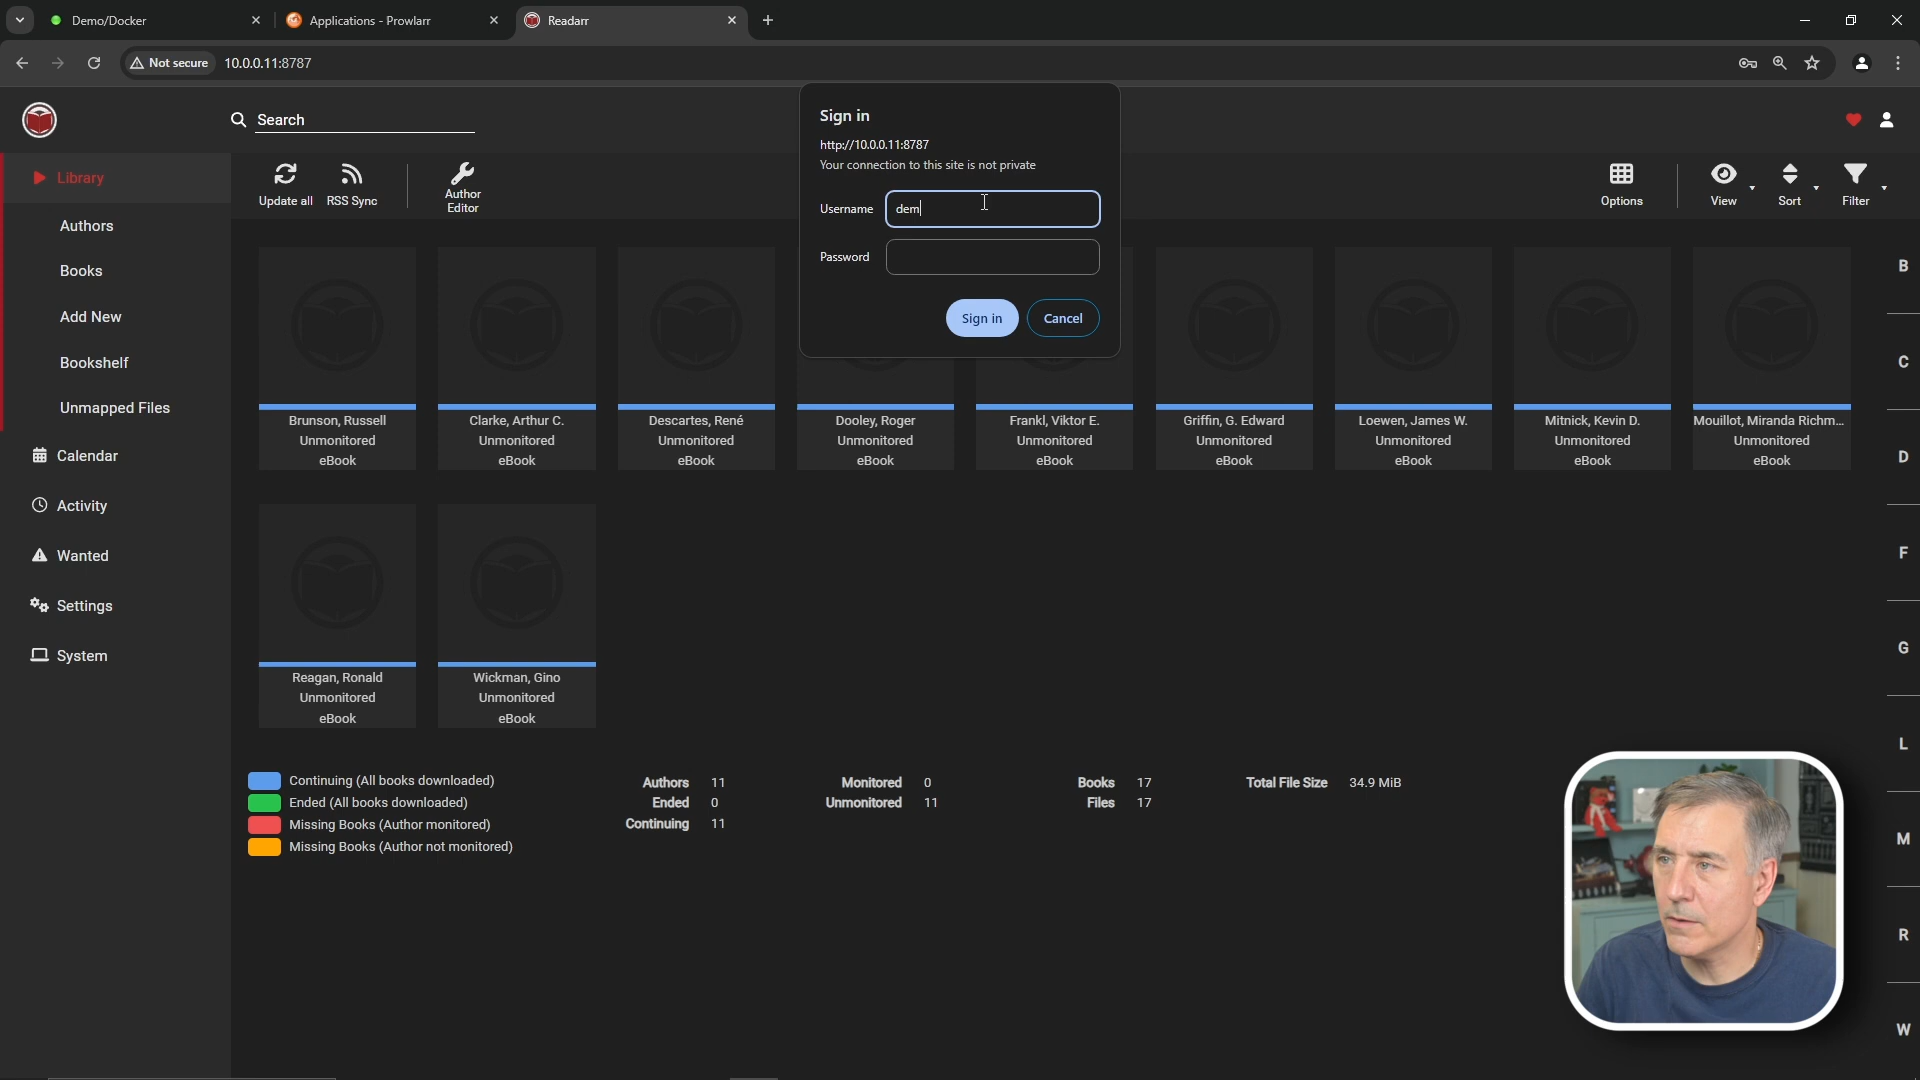 Demo/Docker
Applications - Prowlarr
Readarr
Not secure
10.0.0.11:8787
Search
Sign in
http://10.0.0.11:8787
Your connection to this site is not private
Username
dem
Password
Sign in
Cancel
Library
Authors
Books
Add New
Bookshelf
Unmapped Files
Calendar
Activity
Wanted
Settings
System
Update all
RSS Sync
Author
Editor
Options
View
Sort
Filter
Brunson, Russell
Unmonitored
eBook
Clarke, Arthur C.
Unmonitored
eBook
Descartes, René
Unmonitored
eBook
Dooley, Roger
Unmonitored
eBook
Frankl, Viktor E.
Unmonitored
eBook
Griffin, G. Edward
Unmonitored
eBook
Loewen, James W.
Unmonitored
eBook
Mitnick, Kevin D.
Unmonitored
eBook
Mouillot, Miranda Richm...
Unmonitored
eBook
Reagan, Ronald
Unmonitored
eBook
Wickman, Gino
Unmonitored
eBook
Continuing (All books downloaded)
Ended (All books downloaded)
Missing Books (Author monitored)
Missing Books (Author not monitored)
Authors 11
Ended 0
Continuing 11
Monitored 0
Unmonitored 11
Books 17
Files 17
Total File Size 34.9 MiB
B
C
D
F
G
L
M
R
W